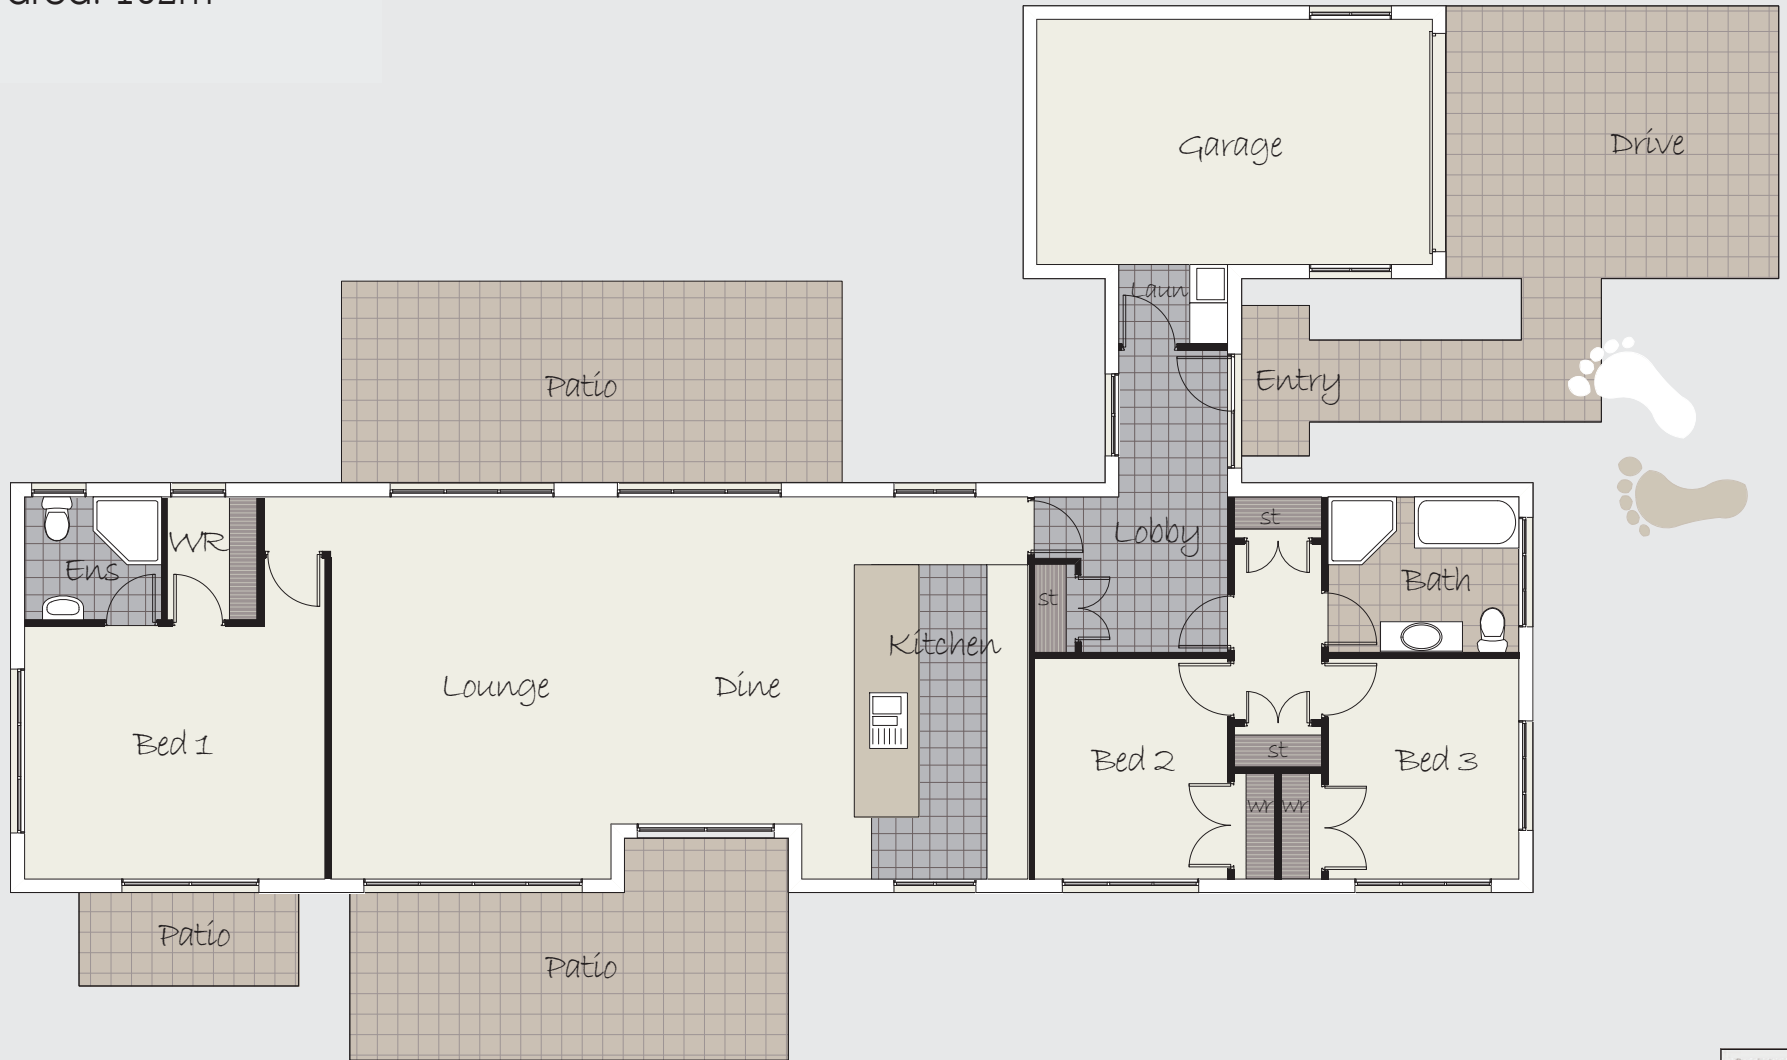 Garage
Drive
Laun
Patio
Entry
st
Lobby
WR
Ens
Bath
st
Kitchen
Lounge
Dine
Bed 1
Bed 2
st
Bed 3
wr
wr
Patio
Patio